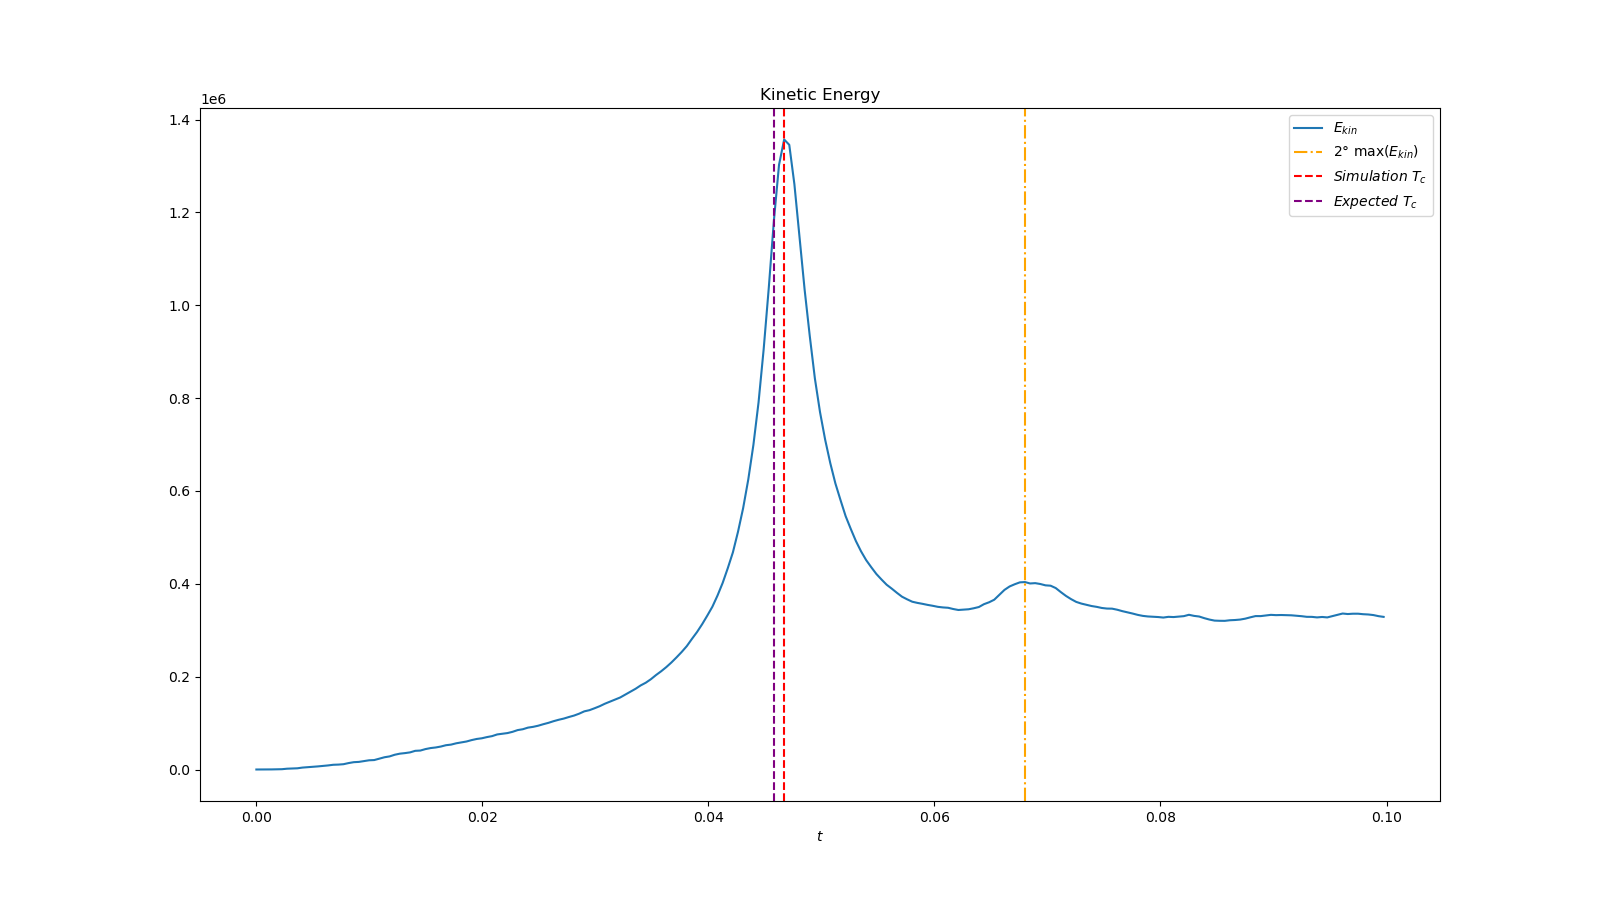 Kinetic Energy
1e6
1.4
1.2
1.0
0.8
0.6
0.4
0.2
0.0
0.00 0.02 0.04 0.06 0.08 0.10
t
E_kin
2° max(E_kin)
Simulation T_c
Expected T_c